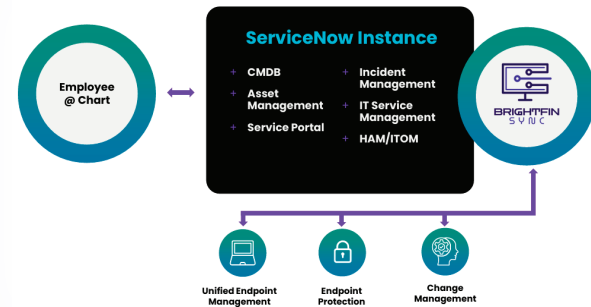 ServiceNow Instance
Employee
@ Chart
+ CMDB
+ Asset
Management
+ Service Portal
+ Incident
Management
+ IT Service
Management
+ HAM/ITOM
BRIGHTFIN
SYNC
Unified Endpoint
Management
Endpoint
Protection
Change
Management